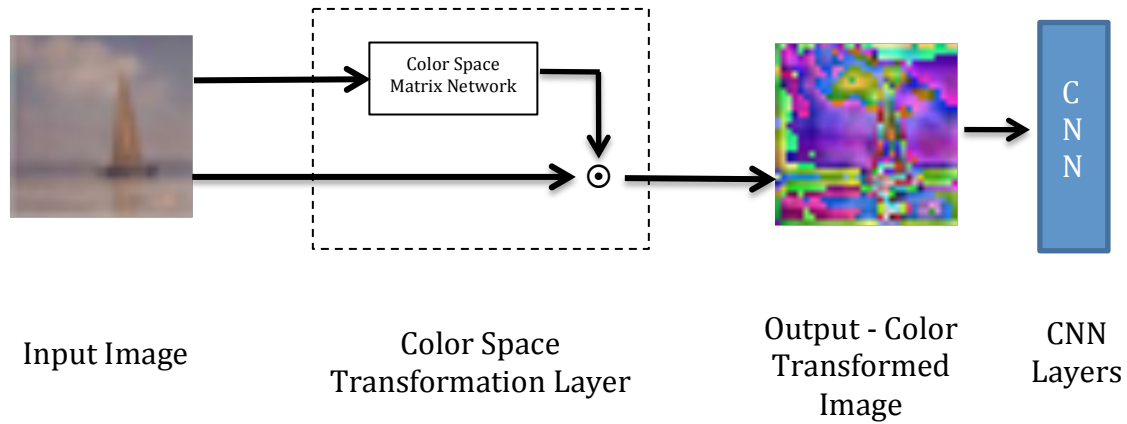 Color Space
Matrix Network
C
N
N
Input Image
Color Space
Transformation Layer
Output - Color
Transformed
Image
CNN
Layers